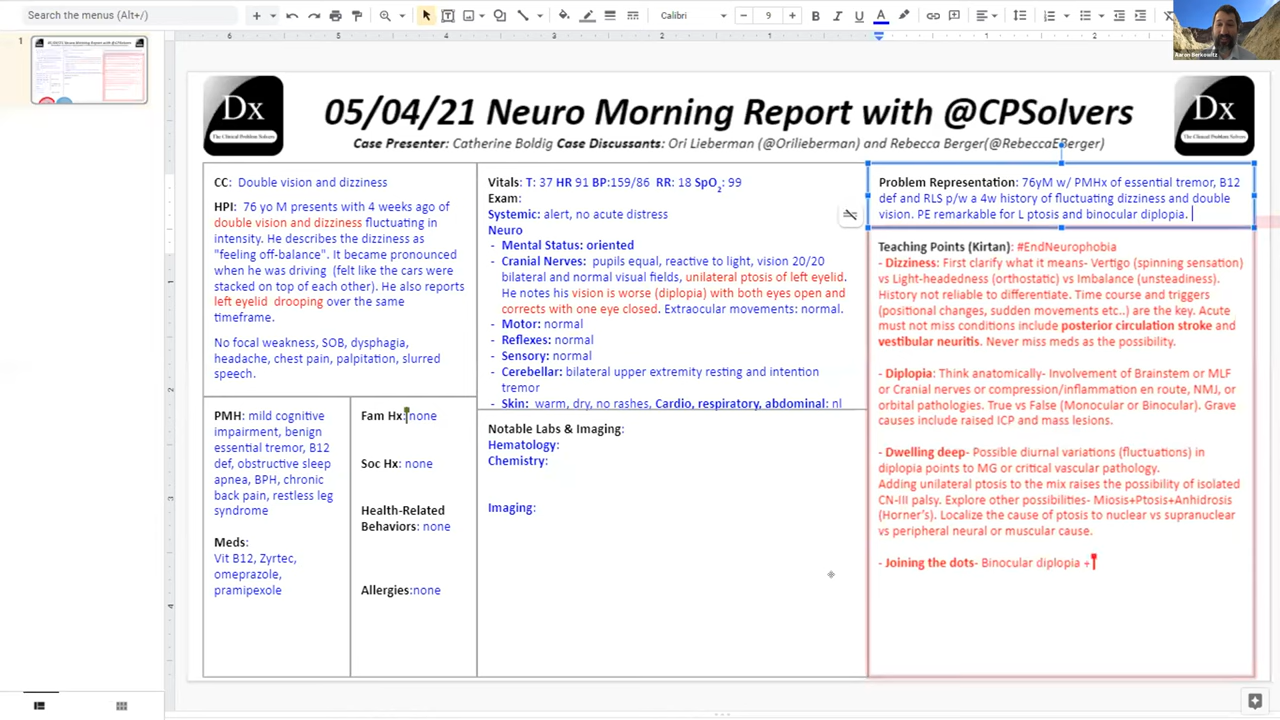 Search the menus (Alt+/)
Calibri
9
Aaron Berkowitz
1
Dx
The Clinical Problem Solvers
05/04/21 Neuro Morning Report with @CPSolvers
Case Presenter: Catherine Boldig Case Discussants: Ori Lieberman (@Orilieberman) and Rebecca Berger(@RebeccaEBerger)
Dx
The Clinical Problem Solvers
CC: Double vision and dizziness
HPI: 76 yo M presents with 4 weeks ago of
double vision and dizziness fluctuating in
intensity. He describes the dizziness as
"feeling off-balance". It became pronounced
when he was driving (felt like the cars were
stacked on top of each other). He also reports
left eyelid drooping over the same
timeframe.
No focal weakness, SOB, dysphagia,
headache, chest pain, palpitation, slurred
speech.
PMH: mild cognitive
impairment, benign
essential tremor, B12
def, obstructive sleep
apnea, BPH, chronic
back pain, restless leg
syndrome
Meds:
Vit B12, Zyrtec,
omeprazole,
pramipexole
Fam Hx: none
Soc Hx: none
Health-Related
Behaviors: none
Allergies:none
Vitals: T: 37 HR 91 BP:159/86 RR: 18 SpO2: 99
Exam:
Systemic: alert, no acute distress
Neuro
- Mental Status: oriented
- Cranial Nerves: pupils equal, reactive to light, vision 20/20
bilateral and normal visual fields, unilateral ptosis of left eyelid.
He notes his vision is worse (diplopia) with both eyes open and
corrects with one eye closed. Extraocular movements: normal.
- Motor: normal
- Reflexes: normal
- Sensory: normal
- Cerebellar: bilateral upper extremity resting and intention
tremor
- Skin: warm, dry, no rashes, Cardio, respiratory, abdominal: nl
Notable Labs & Imaging:
Hematology:
Chemistry:
Imaging:
Problem Representation: 76yM w/ PMHx of essential tremor, B12
def and RLS p/w a 4w history of fluctuating dizziness and double
vision. PE remarkable for L ptosis and binocular diplopia.
Teaching Points (Kirtan): #EndNeurophobia
- Dizziness: First clarify what it means- Vertigo (spinning sensation)
vs Light-headedness (orthostatic) vs Imbalance (unsteadiness).
History not reliable to differentiate. Time course and triggers
(positional changes, sudden movements etc..) are the key. Acute
must not miss conditions include posterior circulation stroke and
vestibular neuritis. Never miss meds as the possibility.
- Diplopia: Think anatomically- Involvement of Brainstem or MLF
or Cranial nerves or compression/inflammation en route, NMJ, or
orbital pathologies. True vs False (Monocular or Binocular). Grave
causes include raised ICP and mass lesions.
- Dwelling deep- Possible diurnal variations (fluctuations) in
diplopia points to MG or critical vascular pathology.
Adding unilateral ptosis to the mix raises the possibility of isolated
CN-III palsy. Explore other possibilities- Miosis+Ptosis+Anhidrosis
(Horner's). Localize the cause of ptosis to nuclear vs supranuclear
vs peripheral neural or muscular cause.
- Joining the dots- Binocular diplopia +